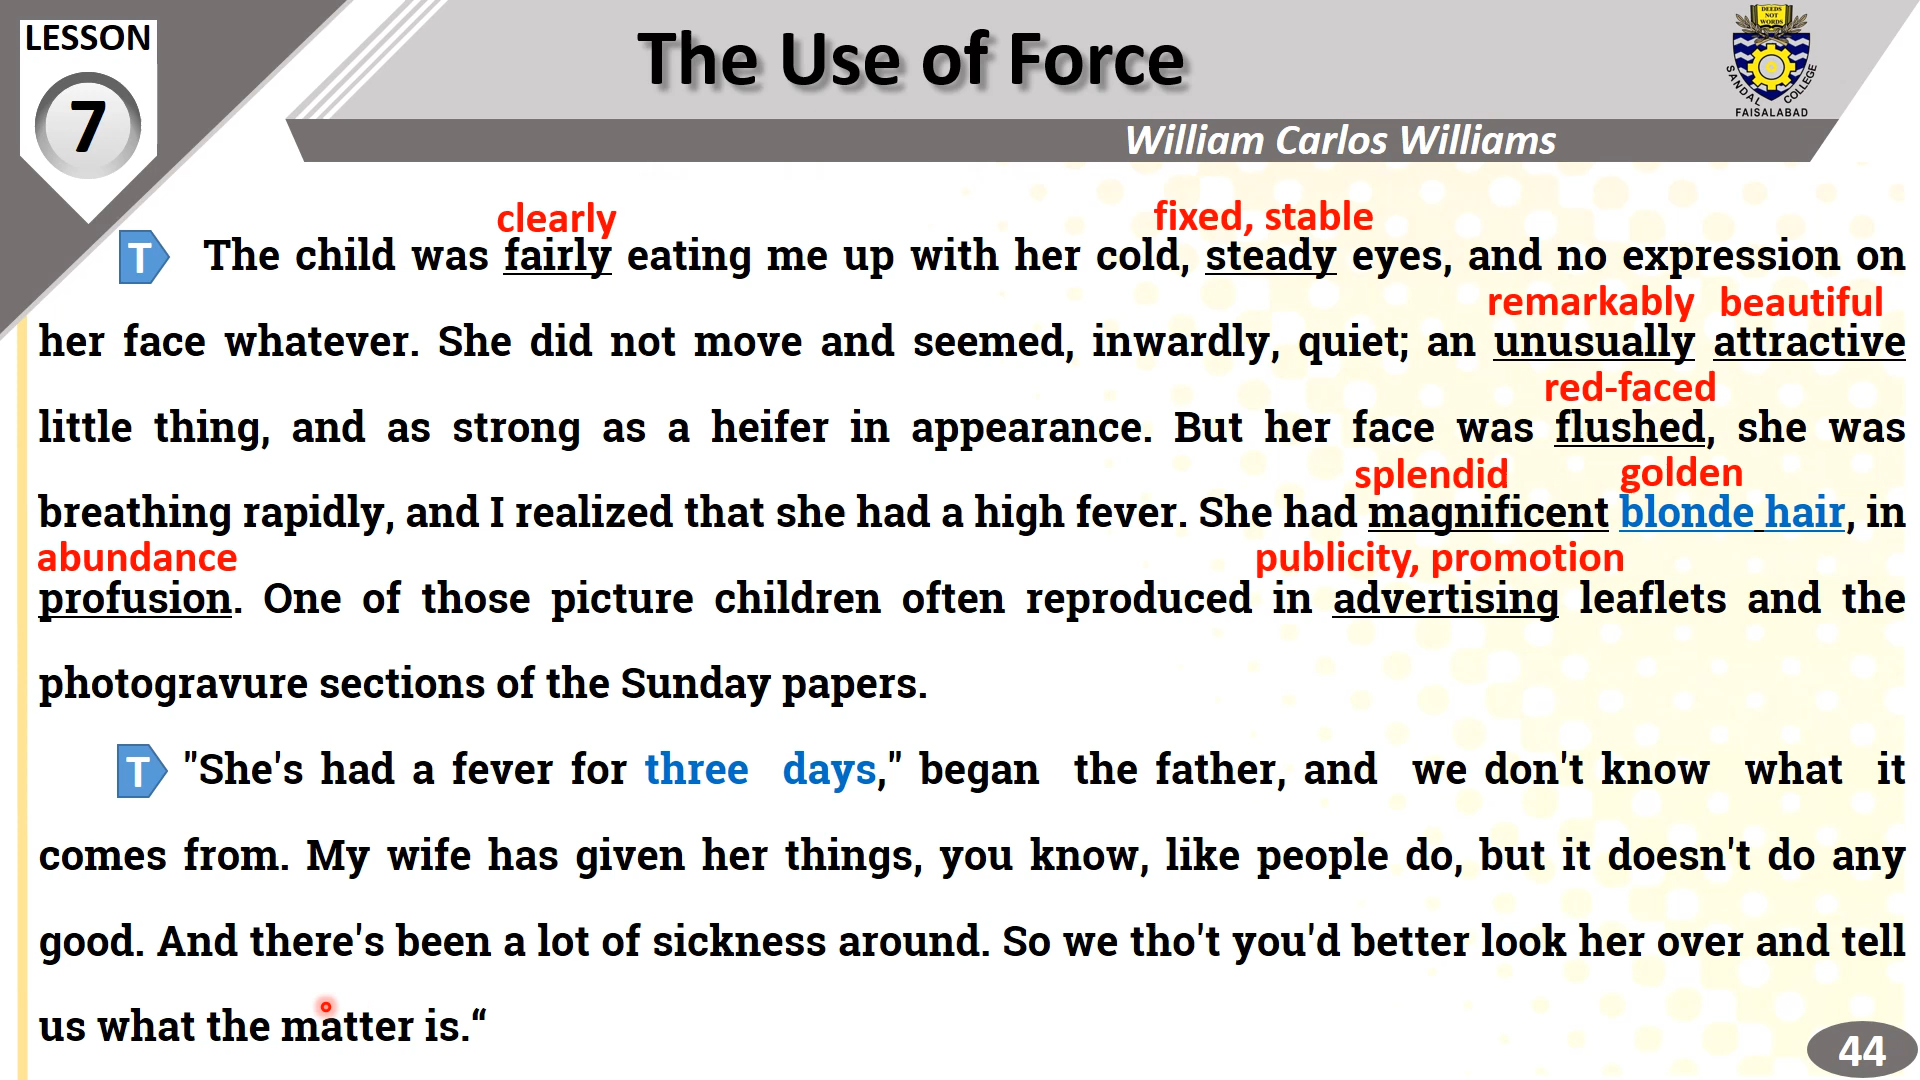 LESSON
7
The Use of Force
DEEDS
NOT
WORDS
SANDAL COLLEGE
FAISALABAD
William Carlos Williams
clearly fixed, stable
T The child was fairly eating me up with her cold, steady eyes, and no expression on
remarkably beautiful
her face whatever. She did not move and seemed, inwardly, quiet; an unusually attractive
red-faced
little thing, and as strong as a heifer in appearance. But her face was flushed, she was
splendid golden
breathing rapidly, and I realized that she had a high fever. She had magnificent blonde hair, in
abundance publicity, promotion
profusion. One of those picture children often reproduced in advertising leaflets and the
photogravure sections of the Sunday papers.
T "She's had a fever for three days," began the father, and we don't know what it
comes from. My wife has given her things, you know, like people do, but it doesn't do any
good. And there's been a lot of sickness around. So we tho't you'd better look her over and tell
us what the matter is.“
44